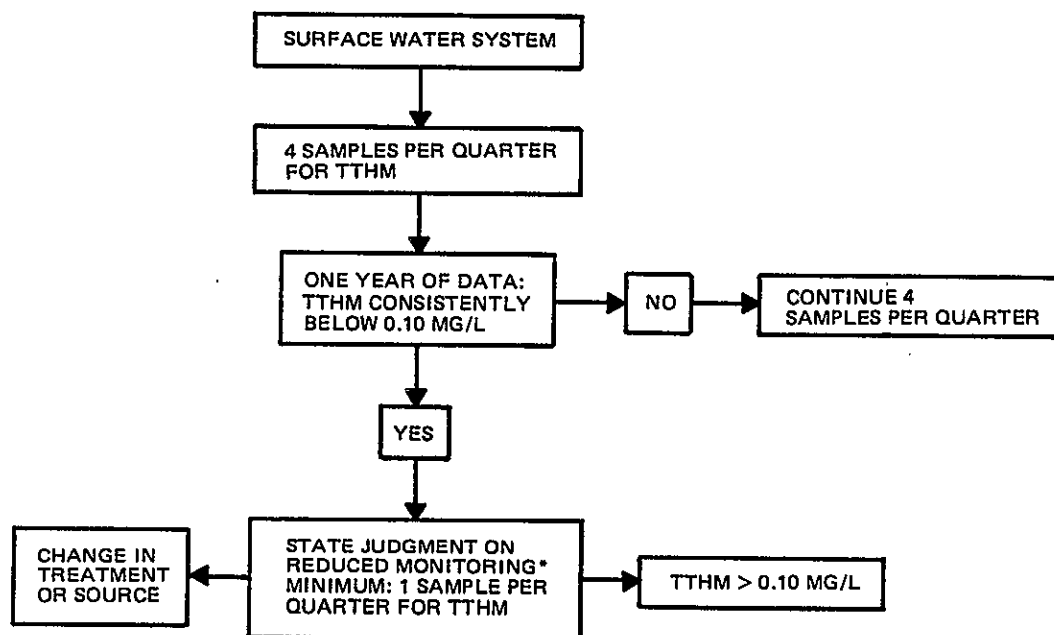 SURFACE WATER SYSTEM
4 SAMPLES PER QUARTER
FOR TTHM
ONE YEAR OF DATA:
TTHM CONSISTENTLY
BELOW 0.10 MG/L
NO
CONTINUE 4
SAMPLES PER QUARTER
YES
CHANGE IN
TREATMENT
OR SOURCE
STATE JUDGMENT ON
REDUCED MONITORING*
MINIMUM: 1 SAMPLE PER
QUARTER FOR TTHM
TTHM > 0.10 MG/L